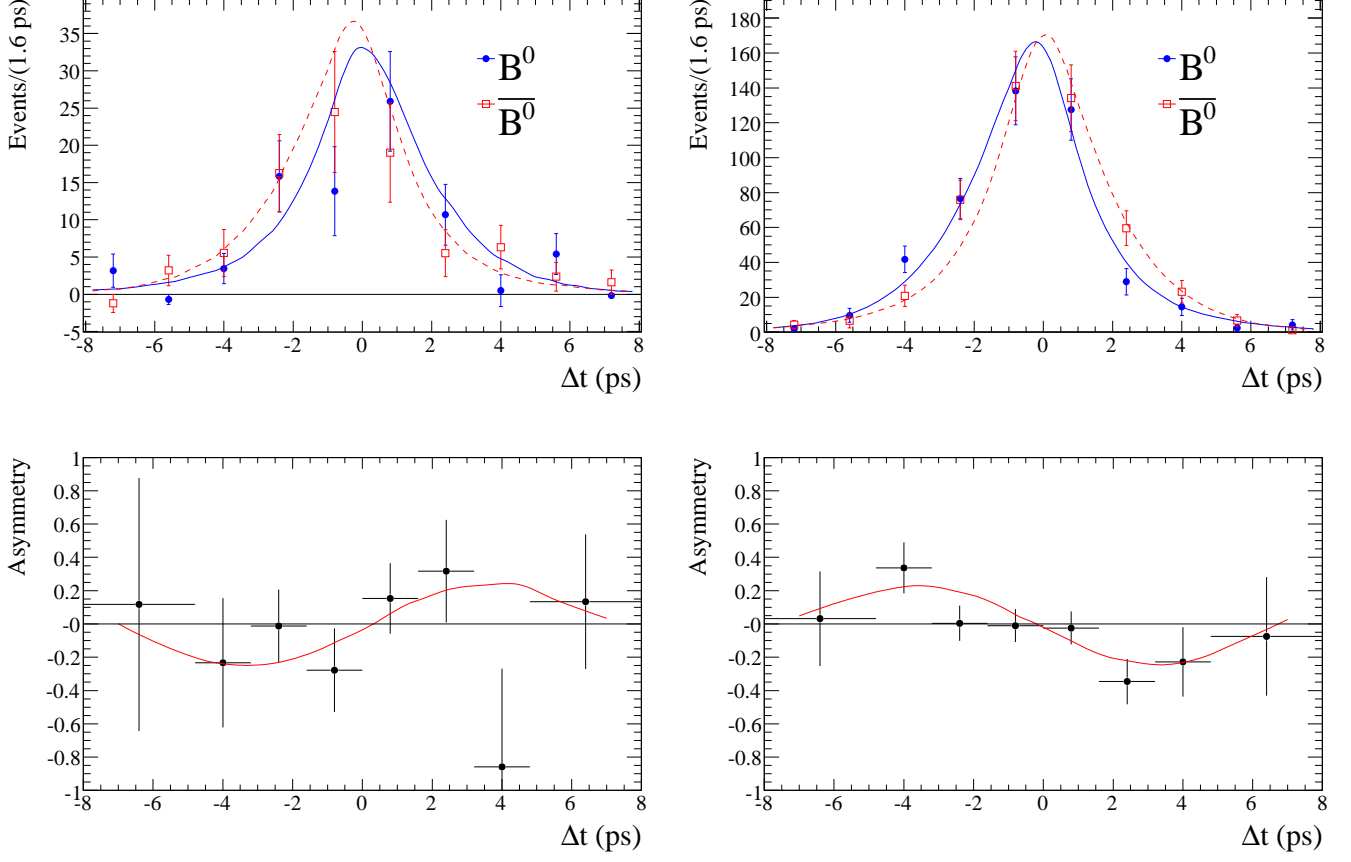 Events/(1.6 ps)
35
30
25
20
15
10
5
0
-5
B⁰
B̅⁰
-8 -6 -4 -2 0 2 4 6 8
Δt (ps)
Events/(1.6 ps)
180
160
140
120
100
80
60
40
20
0
B⁰
B̅⁰
-8 -6 -4 -2 0 2 4 6 8
Δt (ps)
Asymmetry
1
0.8
0.6
0.4
0.2
-0
-0.2
-0.4
-0.6
-0.8
-1
-8 -6 -4 -2 0 2 4 6 8
Δt (ps)
Asymmetry
1
0.8
0.6
0.4
0.2
-0
-0.2
-0.4
-0.6
-0.8
-1
-8 -6 -4 -2 0 2 4 6 8
Δt (ps)